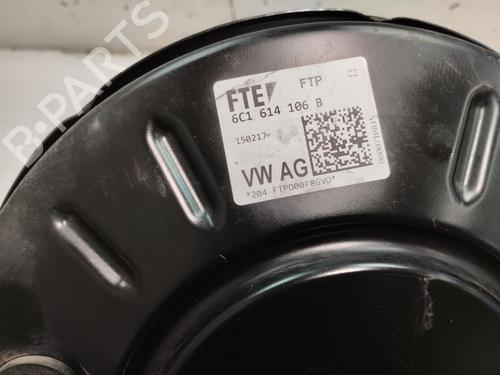 B-PARTS
FTE FTP CZ
6C1 614 106 B
150217*
VW AG
*204 FTPD00F8GVD*